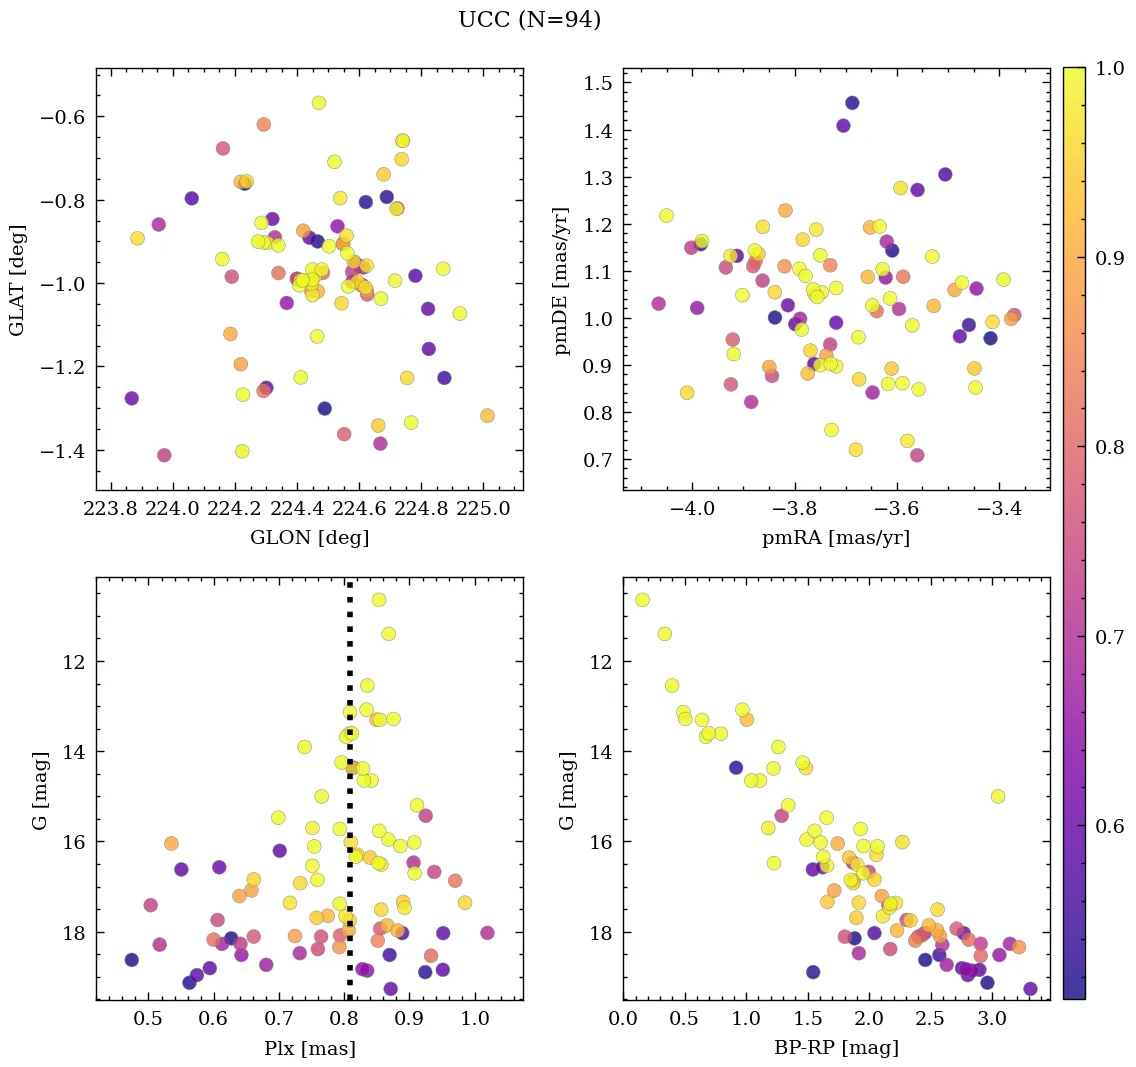 UCC (N=94)
−0.6
−0.8
−1.0
−1.2
−1.4
GLAT [deg]
223.8 224.0 224.2 224.4 224.6 224.8 225.0
GLON [deg]
1.5
1.4
1.3
1.2
1.1
1.0
0.9
0.8
0.7
pmDE [mas/yr]
−4.0 −3.8 −3.6 −3.4
pmRA [mas/yr]
1.0
0.9
0.8
0.7
0.6
12
14
16
18
G [mag]
0.5 0.6 0.7 0.8 0.9 1.0
Plx [mas]
12
14
16
18
G [mag]
0.0 0.5 1.0 1.5 2.0 2.5 3.0
BP-RP [mag]